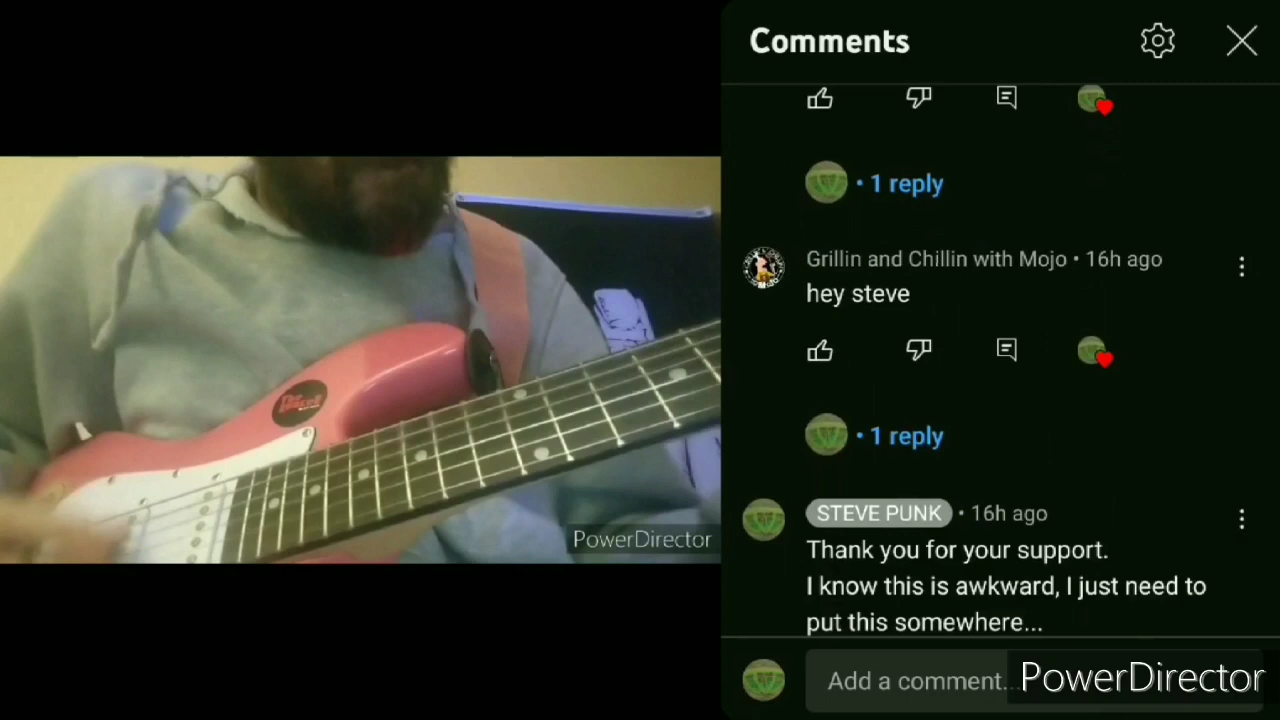 Comments
• 1 reply
Grillin and Chillin with Mojo • 16h ago
hey steve
• 1 reply
STEVE PUNK • 16h ago
Thank you for your support.
I know this is awkward, I just need to
put this somewhere...
Add a comment...
PowerDirector
PowerDirector